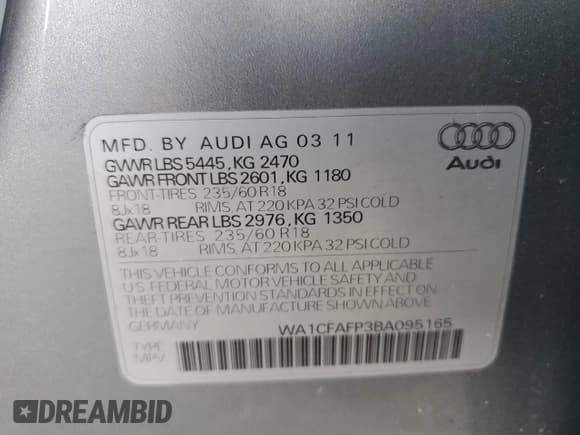 MFD. BY AUDI AG 03 11
GVWR LBS 5445, KG 2470
GAWR FRONT LBS 2601, KG 1180
FRONT-TIRES 235/60 R18
8Jx18 RIMS, AT 220 KPA 32 PSI COLD
GAWR REAR LBS 2976, KG 1350
REAR-TIRES 235/60 R18
8Jx18 RIMS, AT 220 KPA 32 PSI COLD
THIS VEHICLE CONFORMS TO ALL APPLICABLE
U.S. FEDERAL MOTOR VEHICLE SAFETY AND
THEFT PREVENTION STANDARDS IN EFFECT ON
THE DATE OF MANUFACTURE SHOWN ABOVE.
GERMANY WA1CFAFP3BA095165
TYPE
MPV
Audi
DREAMBID